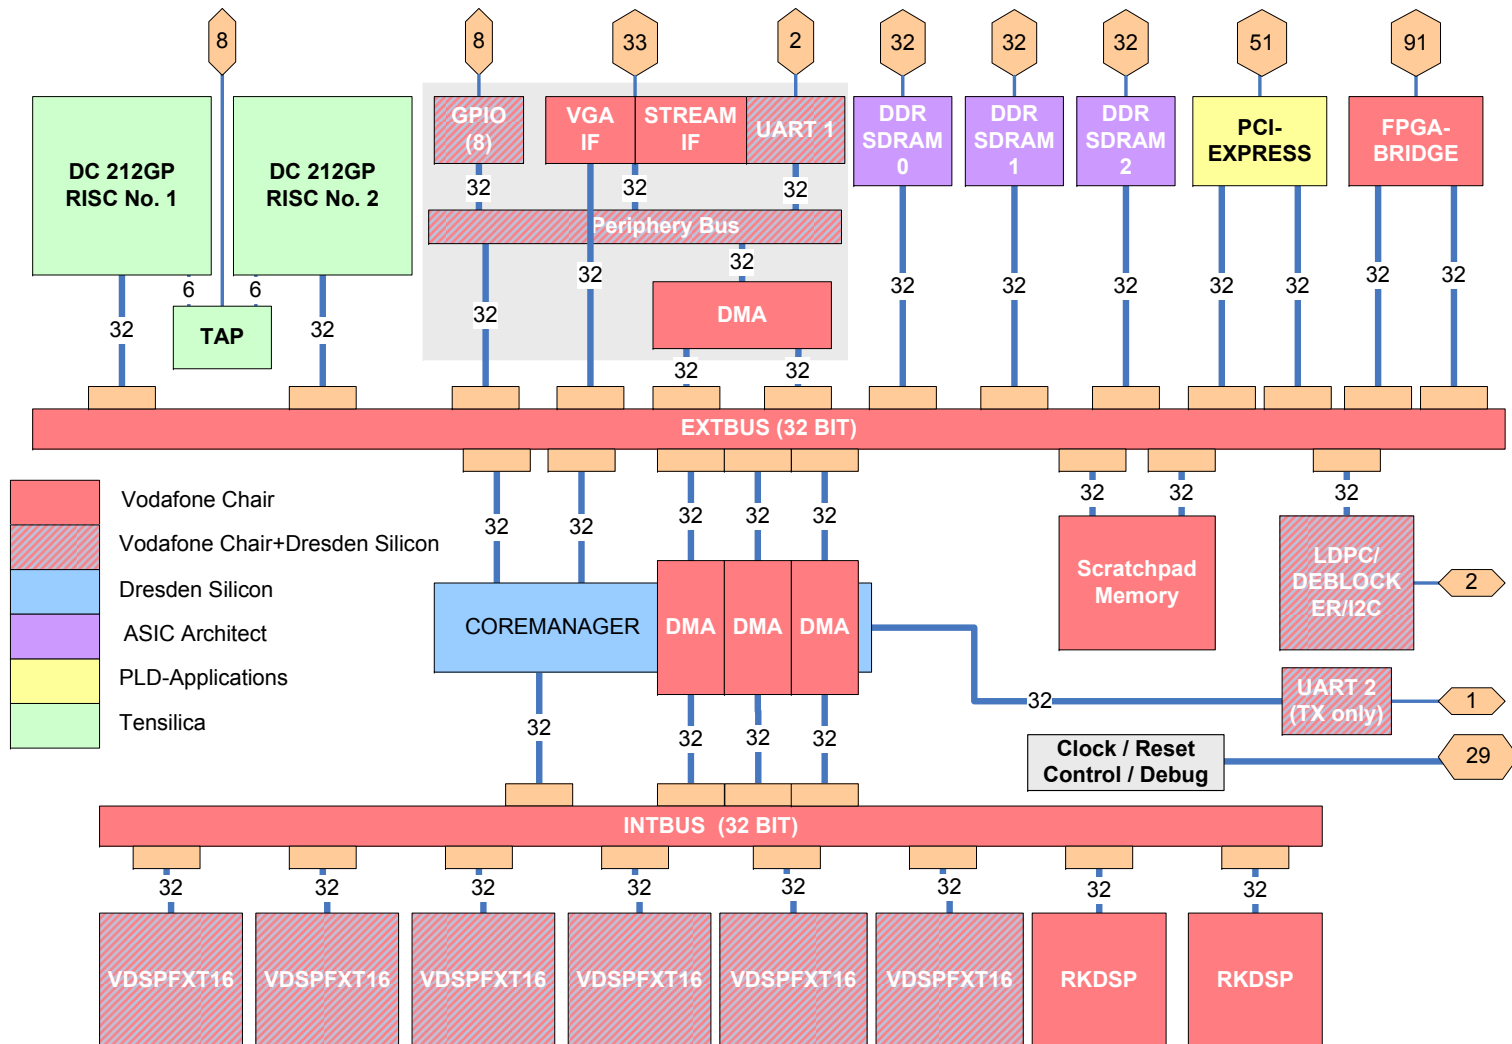 8
8
33
2
32
32
32
51
91
DC 212GP
RISC No. 1
DC 212GP
RISC No. 2
GPIO
(8)
VGA
IF
STREAM
IF
UART 1
DDR
SDRAM
0
DDR
SDRAM
1
DDR
SDRAM
2
PCI-
EXPRESS
FPGA-
BRIDGE
32
32
32
Periphery Bus
32
32
6
6
32
32
32
32
32
32
32
32
TAP
32
32
32
DMA
32
32
EXTBUS (32 BIT)
Vodafone Chair
Vodafone Chair+Dresden Silicon
Dresden Silicon
ASIC Architect
PLD-Applications
Tensilica
32
32
32
32
32
32
32
32
COREMANAGER
DMA
DMA
DMA
Scratchpad
Memory
LDPC/
DEBLOCK
ER/I2C
2
32
UART 2
(TX only)
1
32
32
32
32
Clock / Reset
Control / Debug
29
INTBUS (32 BIT)
32
32
32
32
32
32
32
32
VDSPFXT16
VDSPFXT16
VDSPFXT16
VDSPFXT16
VDSPFXT16
VDSPFXT16
RKDSP
RKDSP